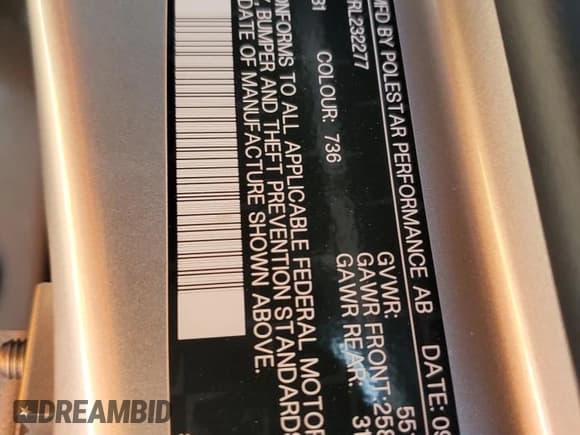 MFD BY POLESTAR PERFORMANCE AB DATE: 09
GVWR: 55
GAWR FRONT: 258
GAWR REAR: 31
RL232277
COLOUR: 736
CONFORMS TO ALL APPLICABLE FEDERAL MOTOR
BUMPER AND THEFT PREVENTION STANDARDS
DATE OF MANUFACTURE SHOWN ABOVE.
DREAMBID